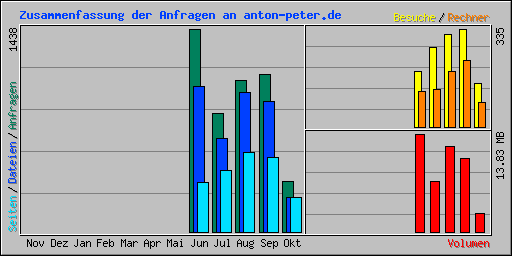 Zusammenfassung der Anfragen an anton-peter.de
Besuche / Rechner
1438
Seiten / Dateien / Anfragen
335
13.83 MB
Nov Dez Jan Feb Mar Apr Mai Jun Jul Aug Sep Okt
Volumen